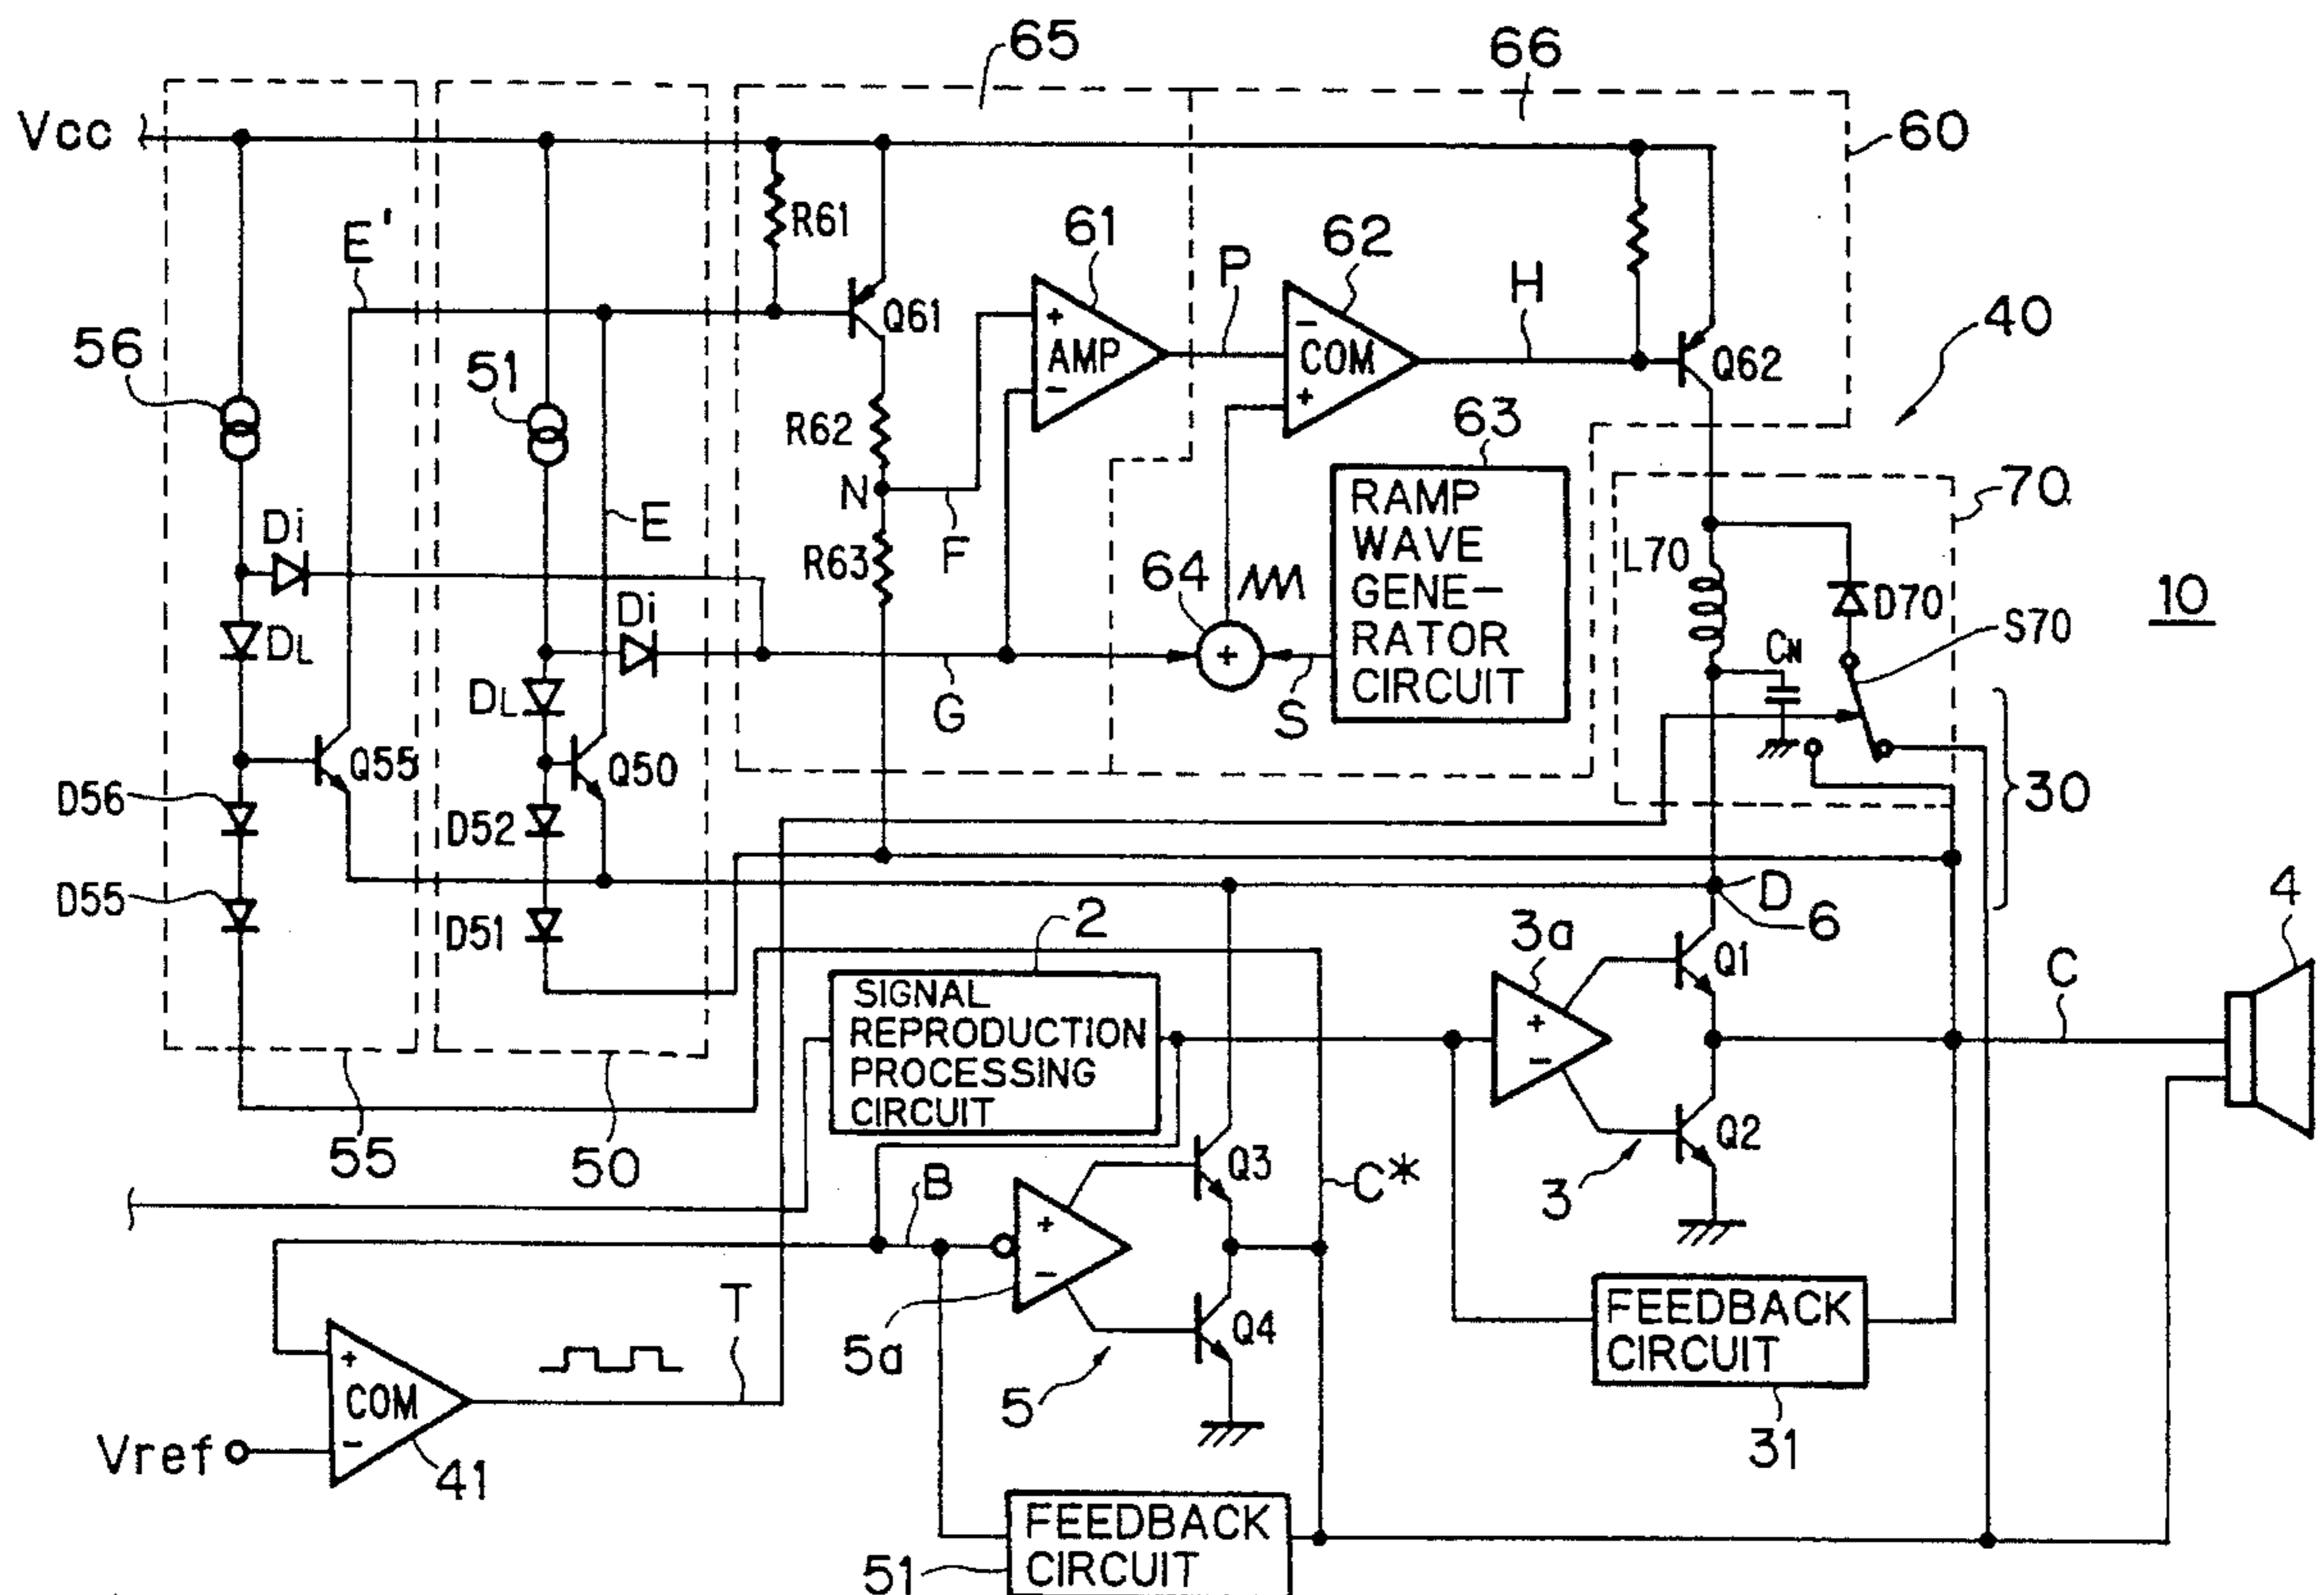 65
66
Vcc
60
E'
R61
61
62
P
H
40
Q61
+
AMP
-
-
COM
+
Q62
56
51
R62
63
N
F
E
Di
R63
RAMP
WAVE
GENE-
RATOR
CIRCUIT
70
L70
D70
S70
10
64
DL
Di
CN
DL
G
+
S
Q55
Q50
D56
D52
30
D55
D51
D
6
4
2
3a
Q1
C
SIGNAL
REPRODUCTION
PROCESSING
CIRCUIT
+
-
Q2
55
50
Q3
C*
3
B
+
-
T
5a
5
Q4
FEEDBACK
CIRCUIT
31
+
COM
-
Vref
41
FEEDBACK
CIRCUIT
51